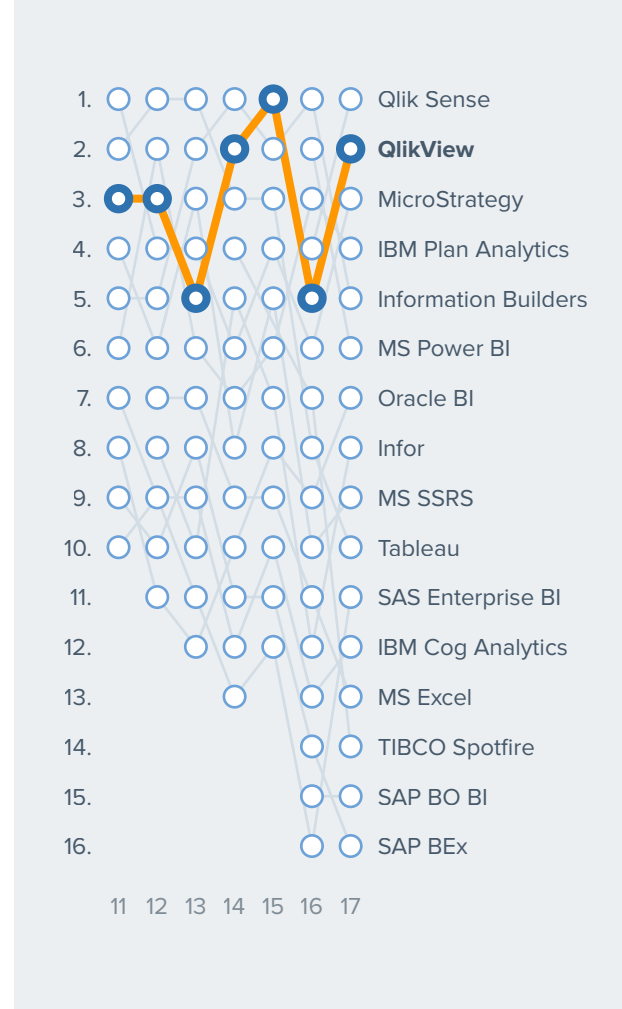 1. Qlik Sense
2. QlikView
3. MicroStrategy
4. IBM Plan Analytics
5. Information Builders
6. MS Power BI
7. Oracle BI
8. Infor
9. MS SSRS
10. Tableau
11. SAS Enterprise BI
12. IBM Cog Analytics
13. MS Excel
14. TIBCO Spotfire
15. SAP BO BI
16. SAP BEx
11 12 13 14 15 16 17